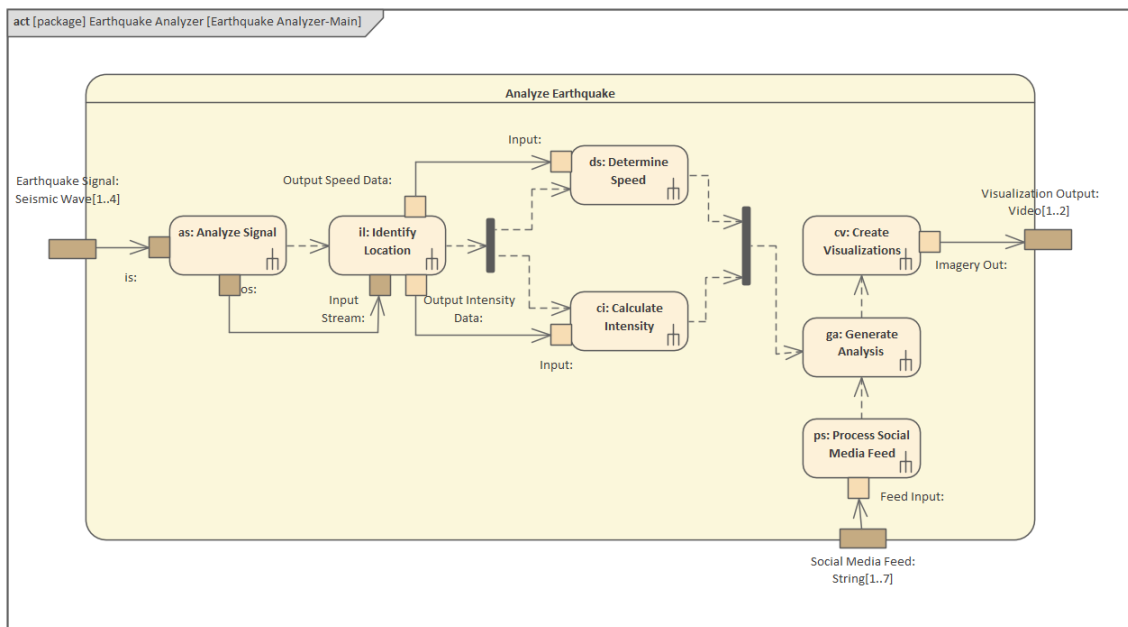 act [package] Earthquake Analyzer [Earthquake Analyzer-Main]
Analyze Earthquake
Earthquake Signal:
Seismic Wave[1..4]
is:
as: Analyze Signal
os:
Output Speed Data:
il: Identify
Location
Input
Stream:
Output Intensity
Data:
Input:
ds: Determine
Speed
ci: Calculate
Intensity
Input:
cv: Create
Visualizations
Imagery Out:
Visualization Output:
Video[1..2]
ga: Generate
Analysis
ps: Process Social
Media Feed
Feed Input:
Social Media Feed:
String[1..7]